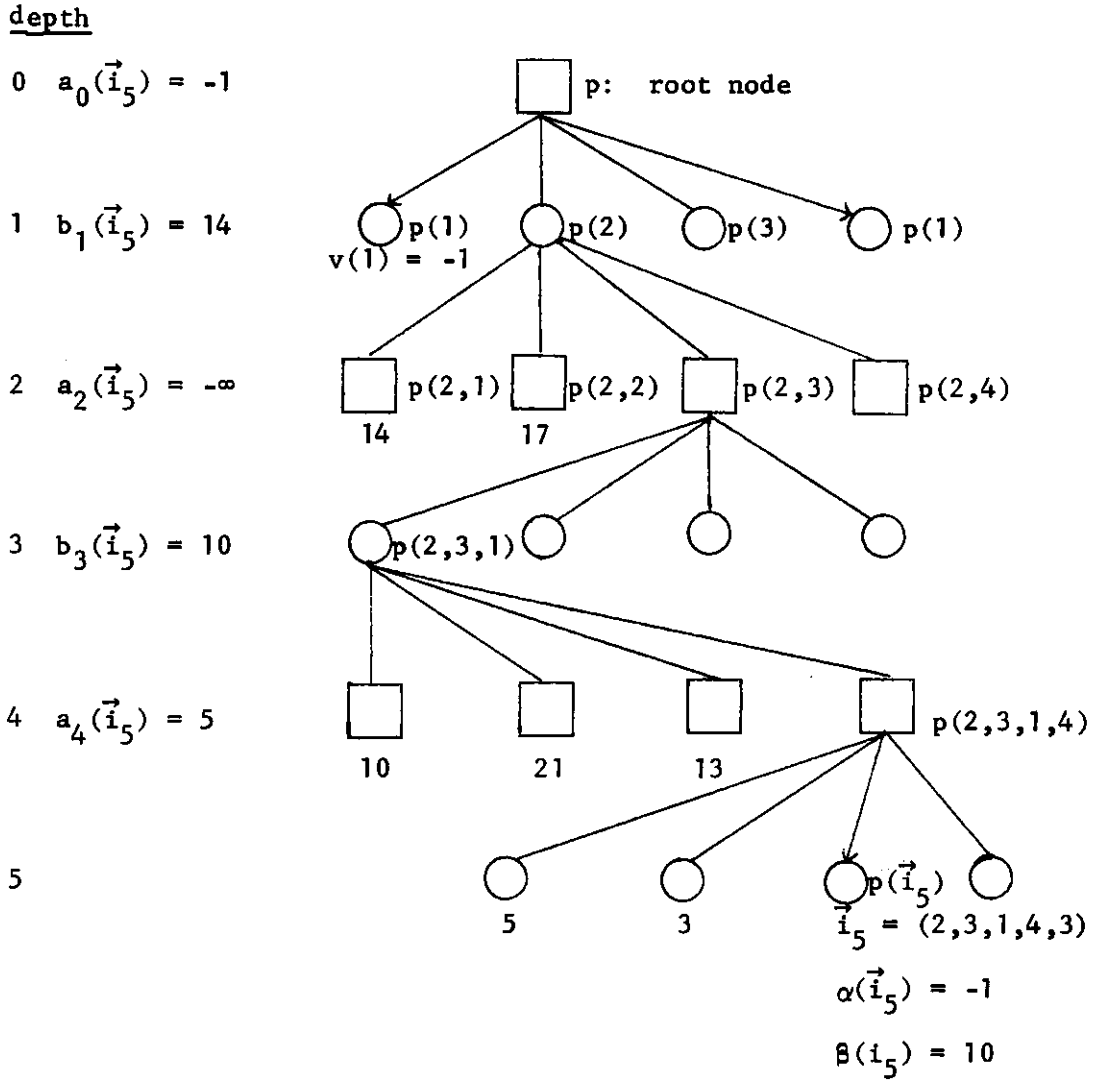 depth
0 a₀(i⃗₅) = -1 p: root node
1 b₁(i⃗₅) = 14 p(1) p(2) p(3) p(1)
v(1) = -1
2 a₂(i⃗₅) = -∞ p(2,1) p(2,2) p(2,3) p(2,4)
14 17
3 b₃(i⃗₅) = 10 p(2,3,1)
4 a₄(i⃗₅) = 5 p(2,3,1,4)
10 21 13
5 p(i⃗₅)
5 3 i⃗₅ = (2,3,1,4,3)
α(i⃗₅) = -1
β(i₅) = 10